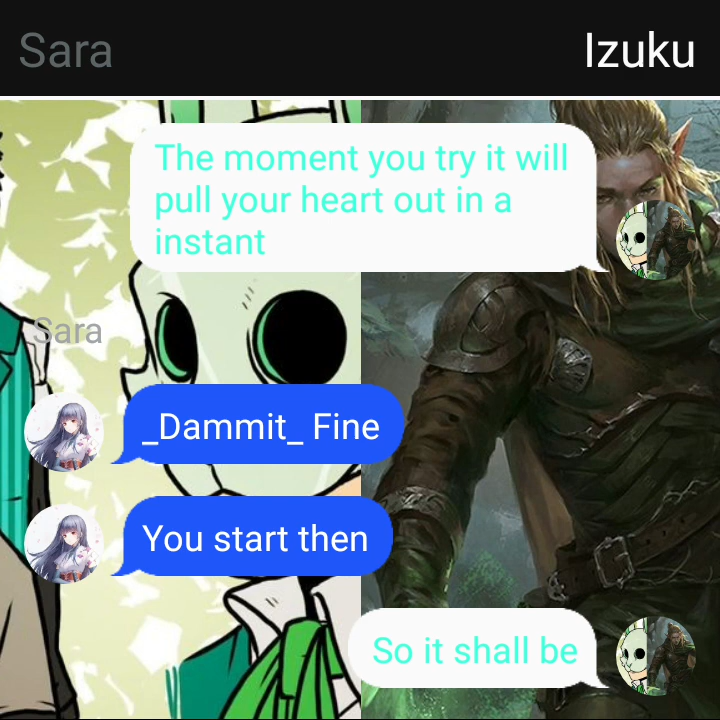 Sara
Izuku
The moment you try it will
pull your heart out in a
instant
Sara
_Dammit_ Fine
You start then
So it shall be